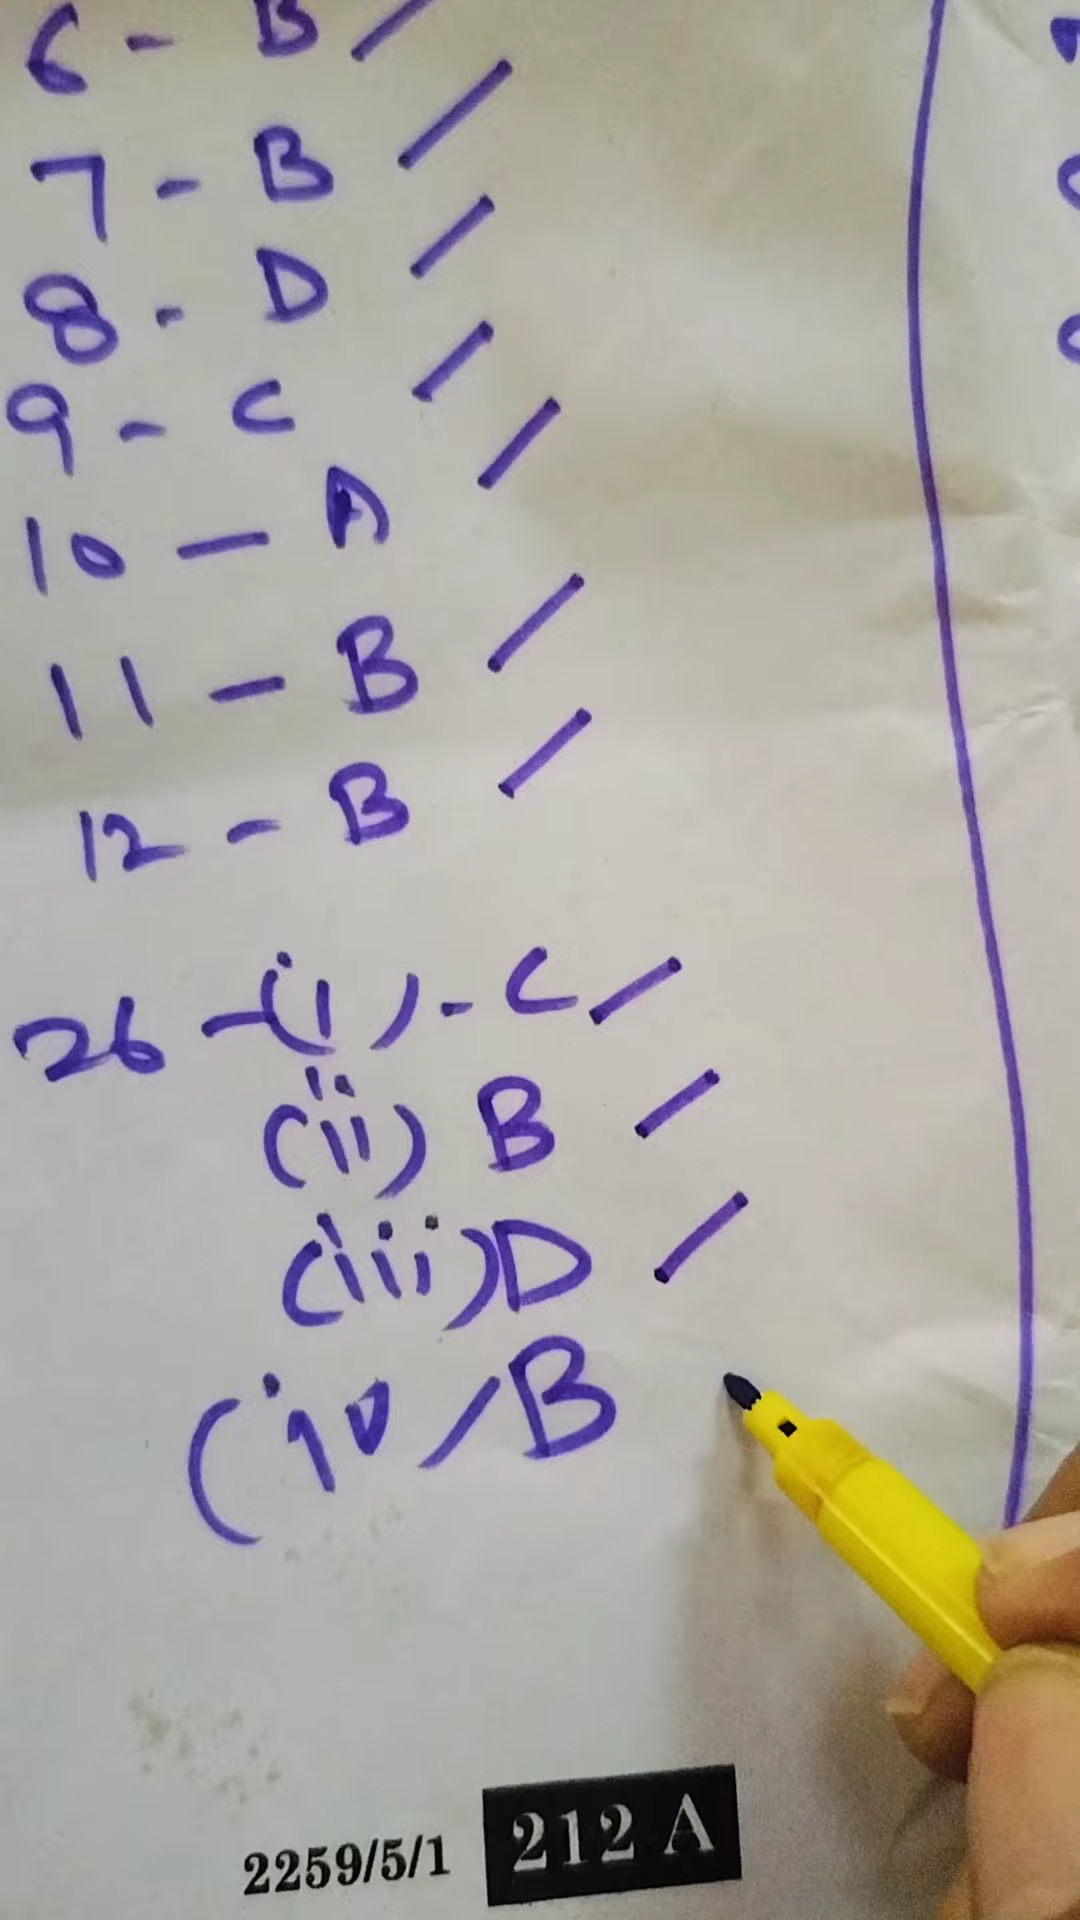 6 - B
7 - B
8 - D
9 - C
10 - A
11 - B
12 - B
26 - (i) - C
(ii) B
(iii) D
(iv) B
2259/5/1 212 A